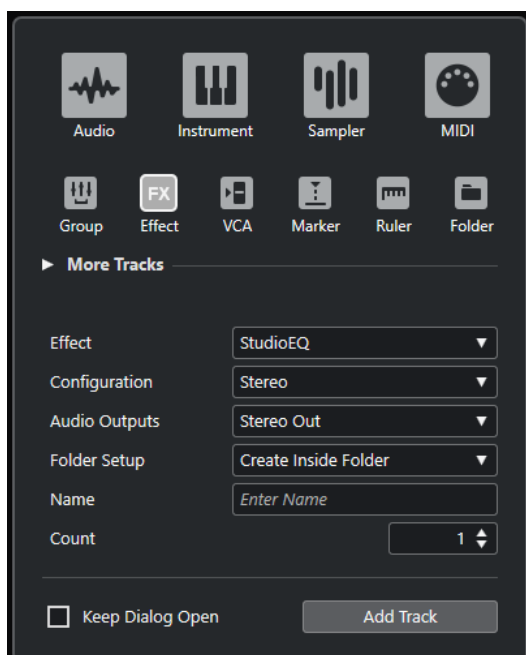 Audio Instrument Sampler MIDI
FX
Group Effect VCA Marker Ruler Folder
More Tracks
Effect StudioEQ
Configuration Stereo
Audio Outputs Stereo Out
Folder Setup Create Inside Folder
Name Enter Name
Count 1
Keep Dialog Open Add Track